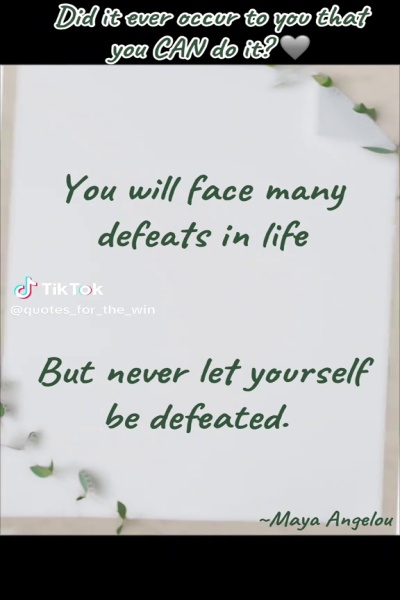 Did it ever occur to you that
you CAN do it? 🤍
You will face many
defeats in life
TikTok
@quotes_for_the_win
But never let yourself
be defeated.
~Maya Angelou